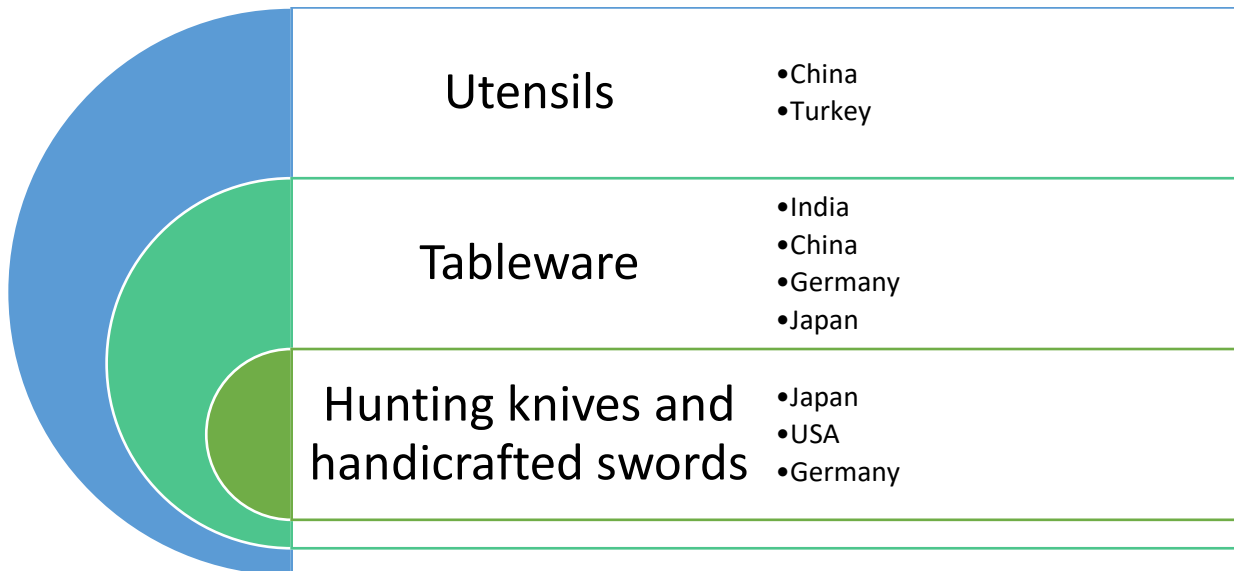 Utensils
•China
•Turkey
Tableware
•India
•China
•Germany
•Japan
Hunting knives and
handicrafted swords
•Japan
•USA
•Germany